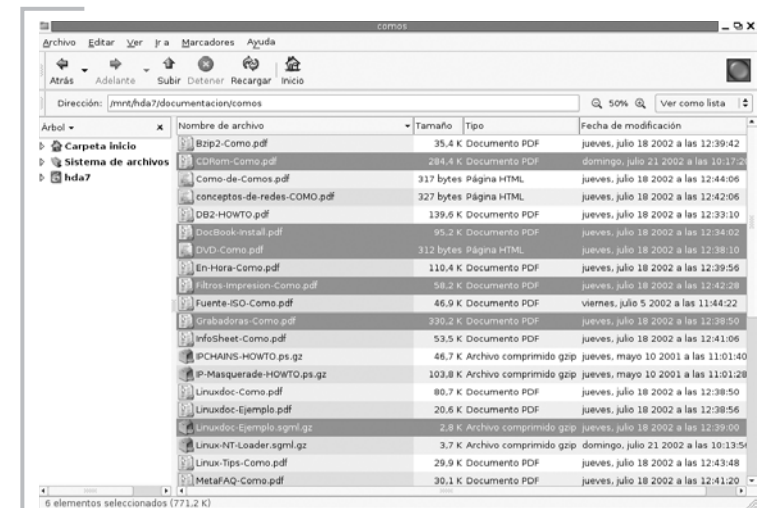 comos
Archivo Editar Ver Ir a Marcadores Ayuda
Atrás Adelante Subir Detener Recargar Inicio
Dirección: /mnt/hda7/documentacion/comos 50% Ver como lista
Árbol Nombre de archivo Tamaño Tipo Fecha de modificación
Carpeta inicio
Sistema de archivos
hda7
Bzip2-Como.pdf 35,4 K Documento PDF jueves, julio 18 2002 a las 12:39:42
CDRom-Como.pdf 284,4 K Documento PDF domingo, julio 21 2002 a las 10:17:2
Como-de-Comos.pdf 317 bytes Página HTML jueves, julio 18 2002 a las 12:44:06
conceptos-de-redes-COMO.pdf 327 bytes Página HTML jueves, julio 18 2002 a las 12:42:06
DB2-HOWTO.pdf 139,6 K Documento PDF jueves, julio 18 2002 a las 12:33:10
DocBook-Install.pdf 95,2 K Documento PDF jueves, julio 18 2002 a las 12:34:02
DVD-Como.pdf 312 bytes Página HTML jueves, julio 18 2002 a las 12:38:10
En-Hora-Como.pdf 110,4 K Documento PDF jueves, julio 18 2002 a las 12:39:56
Filtros-Impresion-Como.pdf 58,2 K Documento PDF jueves, julio 18 2002 a las 12:42:28
Fuente-ISO-Como.pdf 46,9 K Documento PDF viernes, julio 5 2002 a las 11:44:22
Grabadoras-Como.pdf 330,2 K Documento PDF jueves, julio 18 2002 a las 12:38:50
InfoSheet-Como.pdf 53,5 K Documento PDF jueves, julio 18 2002 a las 12:41:06
IPCHAINS-HOWTO.ps.gz 46,7 K Archivo comprimido gzip jueves, mayo 10 2001 a las 11:01:40
IP-Masquerade-HOWTO.ps.gz 103,8 K Archivo comprimido gzip jueves, mayo 10 2001 a las 11:01:28
Linuxdoc-Como.pdf 80,7 K Documento PDF jueves, julio 18 2002 a las 12:38:50
Linuxdoc-Ejemplo.pdf 20,6 K Documento PDF jueves, julio 18 2002 a las 12:38:56
Linuxdoc-Ejemplo.sgml.gz 2,8 K Archivo comprimido gzip jueves, julio 18 2002 a las 12:39:00
Linux-NT-Loader.sgml.gz 3,7 K Archivo comprimido gzip domingo, julio 21 2002 a las 10:13:5
Linux-Tips-Como.pdf 29,9 K Documento PDF jueves, julio 18 2002 a las 12:43:48
MetaFAQ-Como.pdf 30,1 K Documento PDF jueves, julio 18 2002 a las 12:41:20
6 elementos seleccionados (771,2 K)